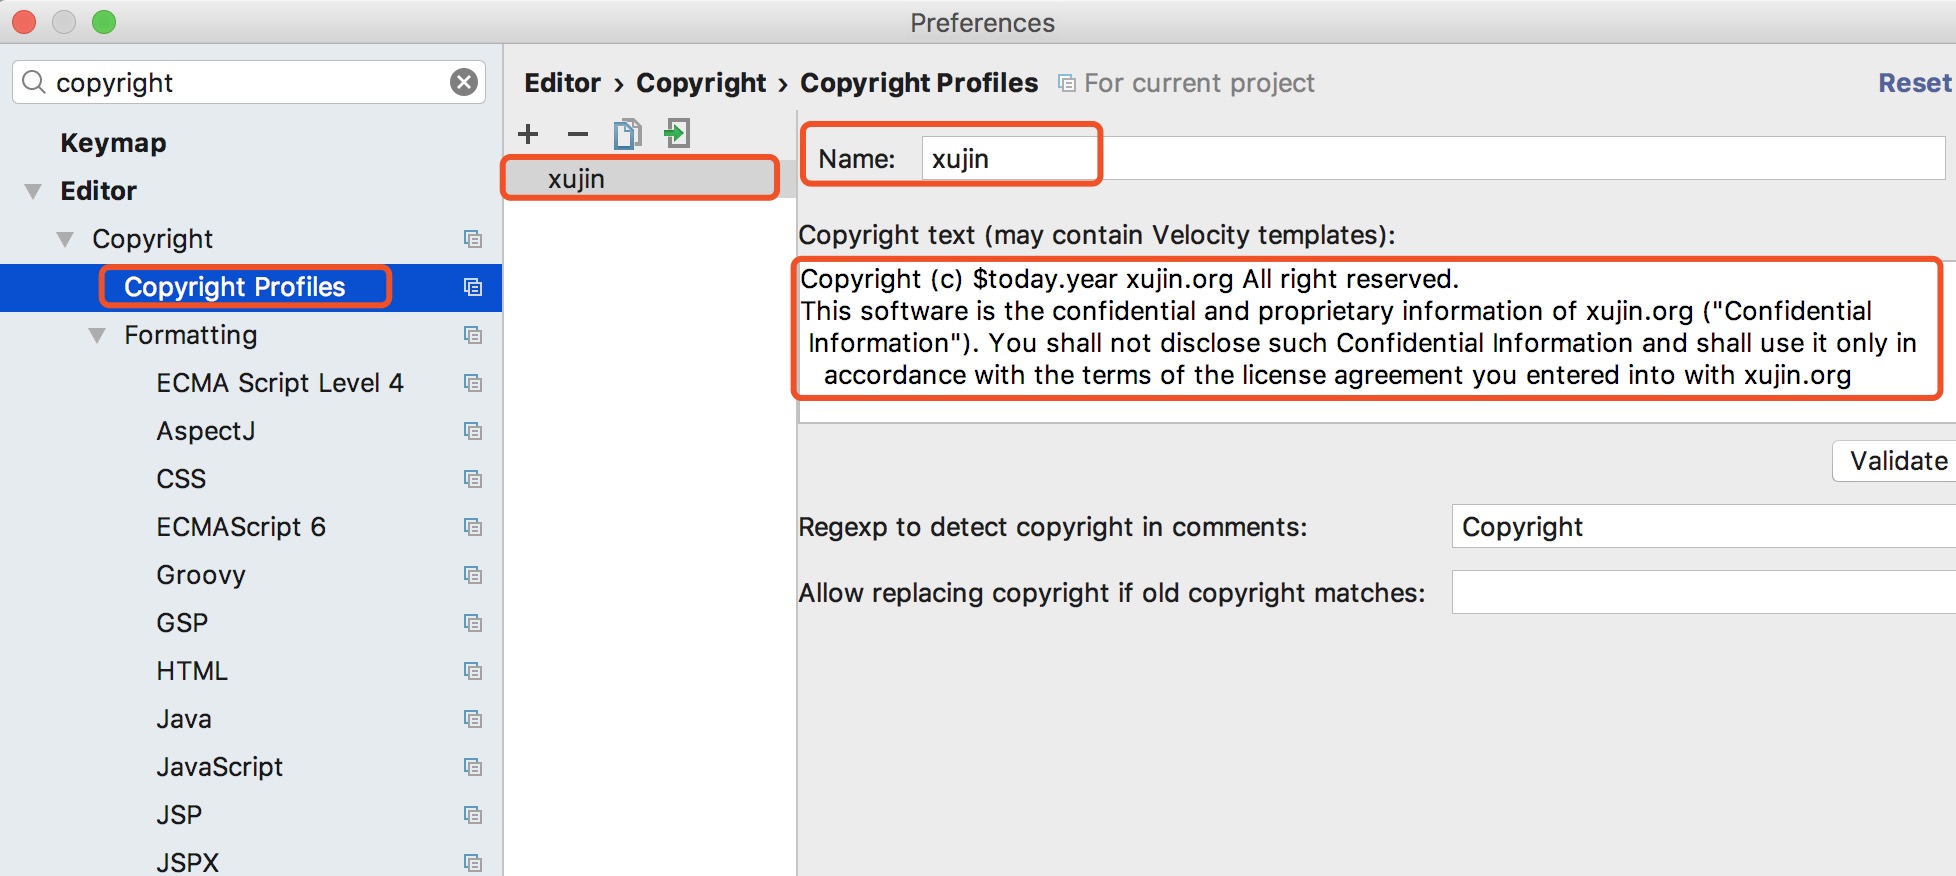 Preferences
copyright
Keymap
Editor
Copyright
Copyright Profiles
Formatting
ECMA Script Level 4
AspectJ
CSS
ECMAScript 6
Groovy
GSP
HTML
Java
JavaScript
JSP
JSPX
Editor › Copyright › Copyright Profiles For current project
Reset
xujin
Name: xujin
Copyright text (may contain Velocity templates):
Copyright (c) $today.year xujin.org All right reserved.
This software is the confidential and proprietary information of xujin.org ("Confidential
Information"). You shall not disclose such Confidential Information and shall use it only in
accordance with the terms of the license agreement you entered into with xujin.org
Validate
Regexp to detect copyright in comments: Copyright
Allow replacing copyright if old copyright matches: